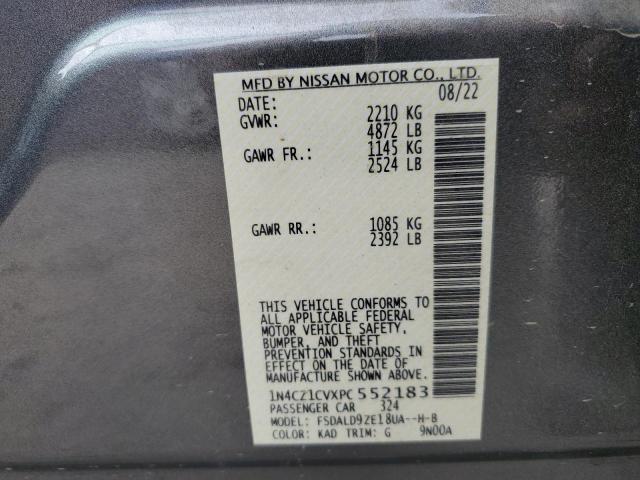 MFD BY NISSAN MOTOR CO., LTD.
DATE: 08/22
GVWR: 2210 KG
4872 LB
GAWR FR.: 1145 KG
2524 LB
GAWR RR.: 1085 KG
2392 LB
THIS VEHICLE CONFORMS TO
ALL APPLICABLE FEDERAL
MOTOR VEHICLE SAFETY,
BUMPER, AND THEFT
PREVENTION STANDARDS IN
EFFECT ON THE DATE OF
MANUFACTURE SHOWN ABOVE.
1N4CZ1CVXPC552183
PASSENGER CAR 324
MODEL: FSDALD9ZE18UA--H-B
COLOR: KAD TRIM: G 9N00A